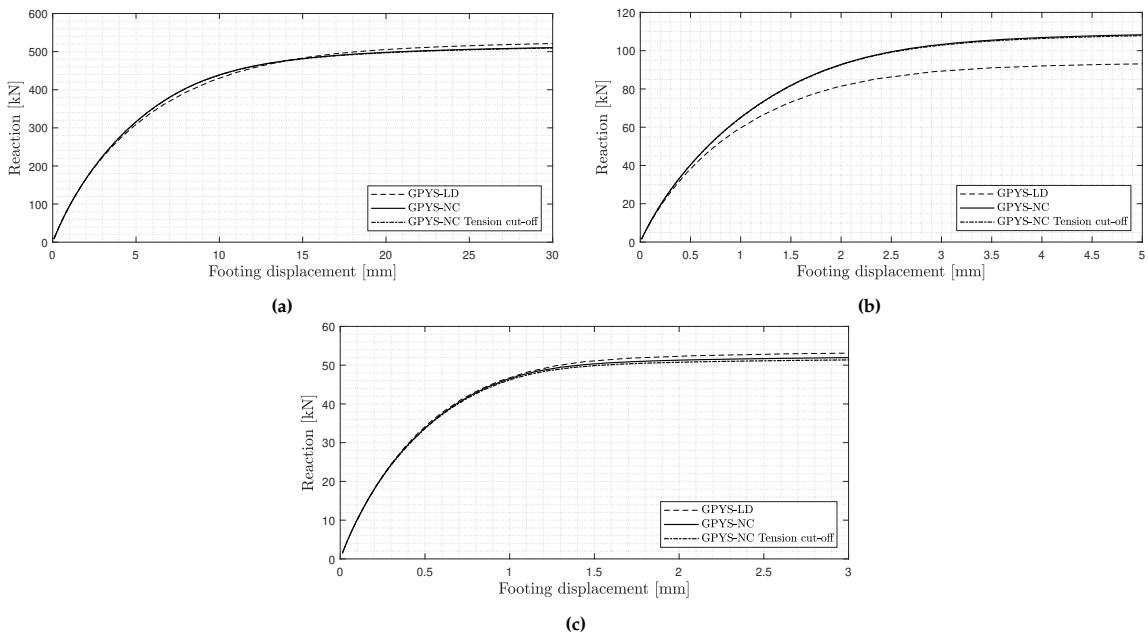 600
500
400
300
200
100
0
Reaction [kN]
0 5 10 15 20 25 30
Footing displacement [mm]
GPYS-LD
GPYS-NC
GPYS-NC Tension cut-off
(a)
120
100
80
60
40
20
0
Reaction [kN]
0 0.5 1 1.5 2 2.5 3 3.5 4 4.5 5
Footing displacement [mm]
GPYS-LD
GPYS-NC
GPYS-NC Tension cut-off
(b)
60
50
40
30
20
10
0
Reaction [kN]
0 0.5 1 1.5 2 2.5 3
Footing displacement [mm]
GPYS-LD
GPYS-NC
GPYS-NC Tension cut-off
(c)